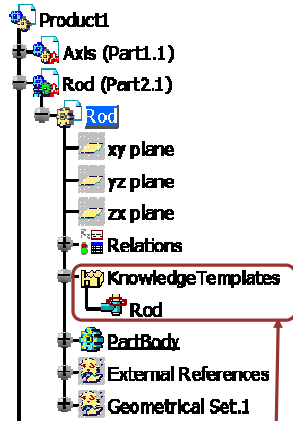 Product1
Axis (Part1.1)
Rod (Part2.1)
Rod
xy plane
yz plane
zx plane
Relations
KnowledgeTemplates
Rod
PartBody
External References
Geometrical Set.1